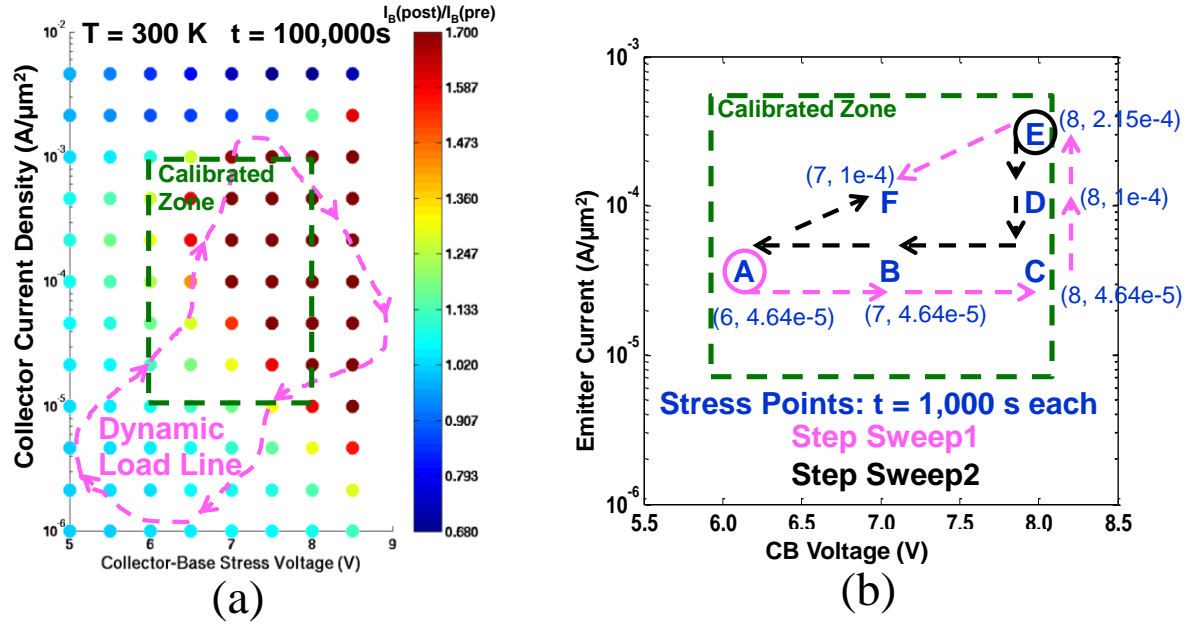 I_B(post)/I_B(pre)
T = 300 K t = 100,000s
Collector Current Density (A/µm²)
10⁻²
10⁻³
10⁻⁴
10⁻⁵
10⁻⁶
Calibrated
Zone
Dynamic
Load Line
5
6
7
8
9
Collector-Base Stress Voltage (V)
1.700
1.587
1.473
1.360
1.247
1.133
1.020
0.907
0.793
0.680
(a)
Emitter Current (A/µm²)
10⁻³
10⁻⁴
10⁻⁵
10⁻⁶
Calibrated Zone
E
(8, 2.15e-4)
(7, 1e-4)
F
D
(8, 1e-4)
A
B
C
(6, 4.64e-5)
(7, 4.64e-5)
(8, 4.64e-5)
Stress Points: t = 1,000 s each
Step Sweep1
Step Sweep2
5.5
6.0
6.5
7.0
7.5
8.0
8.5
CB Voltage (V)
(b)